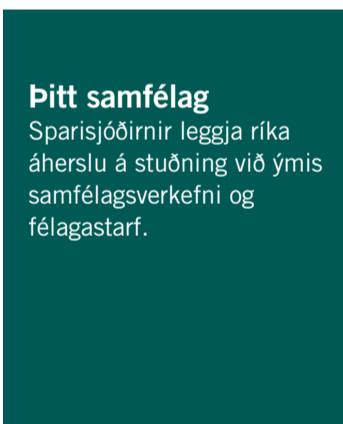 Þitt samfélag
Sparisjóðirnir leggja ríka
áherslu á stuðning við ýmis
samfélagsverkefni og
félagastarf.